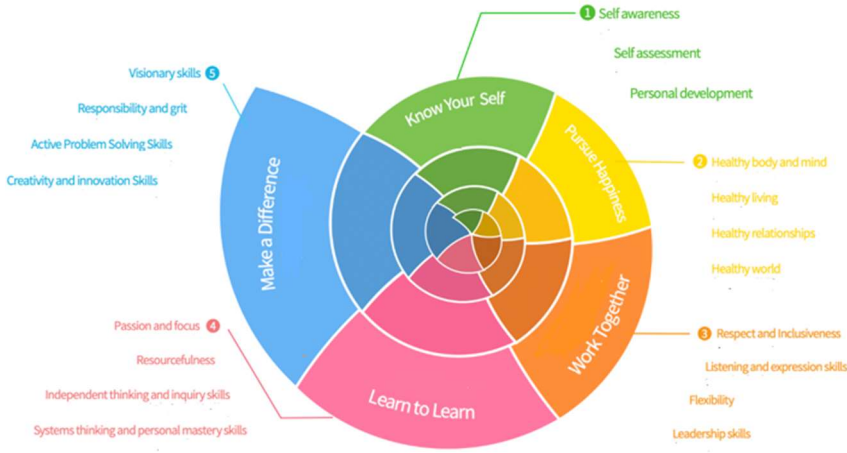 1 Self awareness
Self assessment
Personal development
2 Healthy body and mind
Healthy living
Healthy relationships
Healthy world
3 Respect and Inclusiveness
Listening and expression skills
Flexibility
Leadership skills
Passion and focus 4
Resourcefulness
Independent thinking and inquiry skills
Systems thinking and personal mastery skills
Visionary skills 5
Responsibility and grit
Active Problem Solving Skills
Creativity and innovation Skills
Know Your Self
Pursue Happiness
Work Together
Learn to Learn
Make a Difference